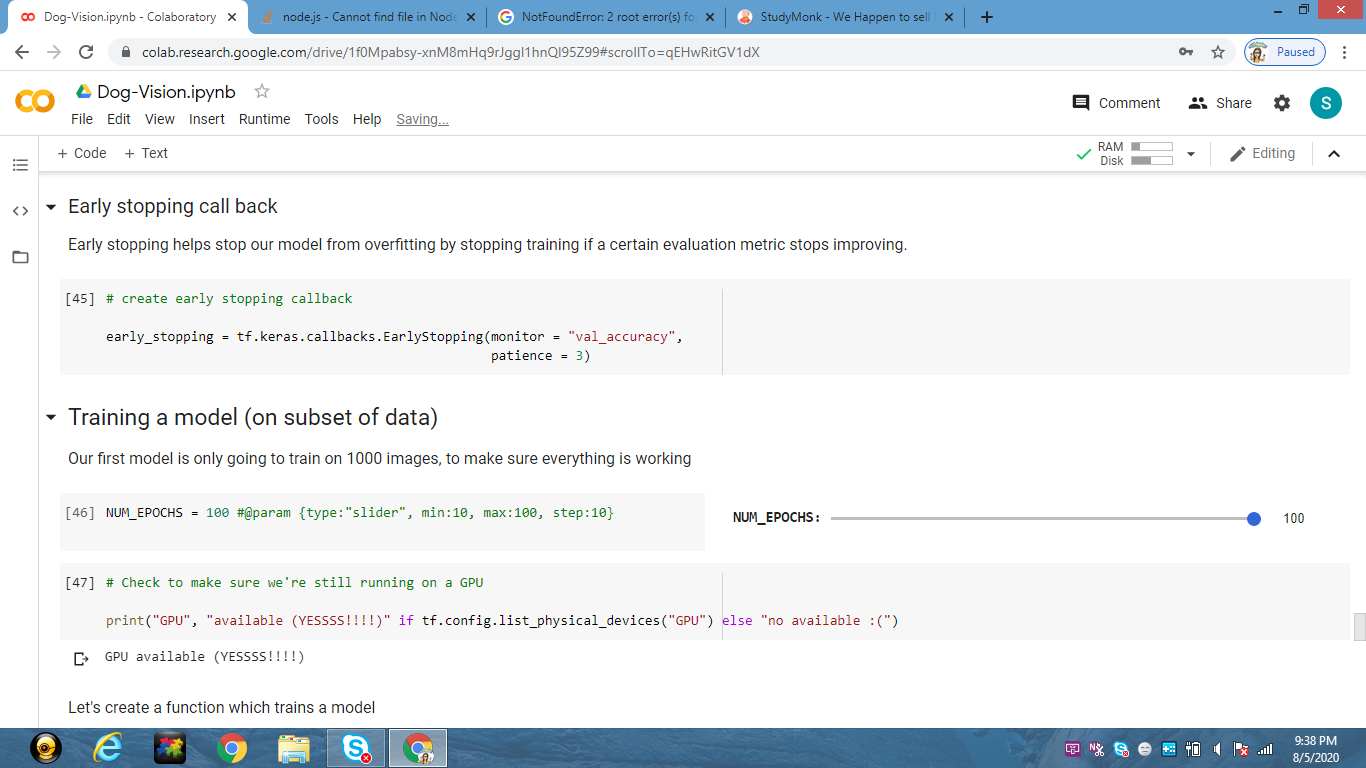 Dog-Vision.ipynb - Colaboratory
node.js - Cannot find file in Node
NotFoundError: 2 root error(s) fo
StudyMonk - We Happen to sell
colab.research.google.com/drive/
Paused
Dog-Vision.ipynb
Comment
Share
S
File Edit View Insert Runtime Tools Help Saving...
+ Code + Text
RAM
Disk
Editing
Early stopping call back
Early stopping helps stop our model from overfitting by stopping training if a certain evaluation metric stops improving.
[45] # create early stopping callback
early_stopping = tf.keras.callbacks.EarlyStopping(monitor = "val_accuracy",
patience = 3)
Training a model (on subset of data)
Our first model is only going to train on 1000 images, to make sure everything is working
[46] NUM_EPOCHS = 100 #@param {type:"slider", min:10, max:100, step:10}
NUM_EPOCHS: 100
[47] # Check to make sure we're still running on a GPU
print("GPU", "available (YESSSS!!!!)" if tf.config.list_physical_devices("GPU") else "no available :(")
GPU available (YESSSS!!!!)
Let's create a function which trains a model
9:38 PM
8/5/2020